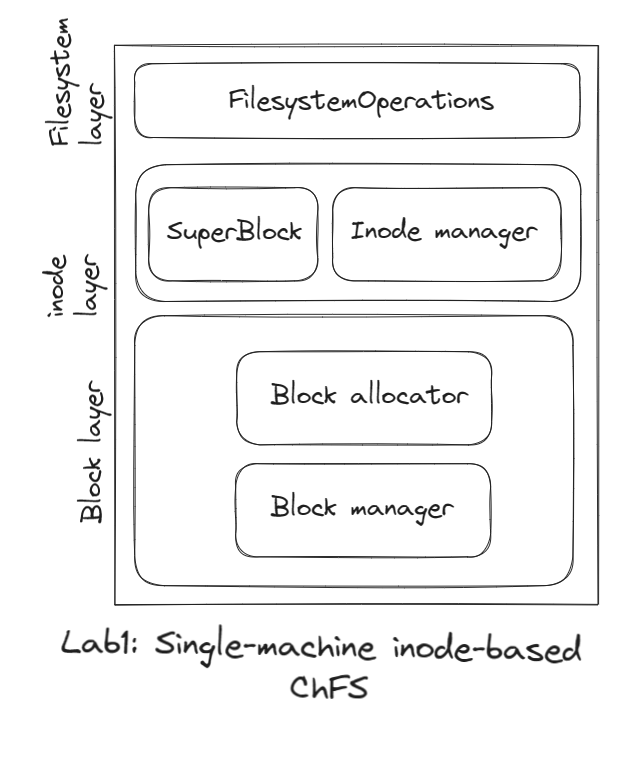 Filesystem
layer
FilesystemOperations
inode
layer
SuperBlock
Inode manager
Block layer
Block allocator
Block manager
Lab1: Single-machine inode-based
ChFS